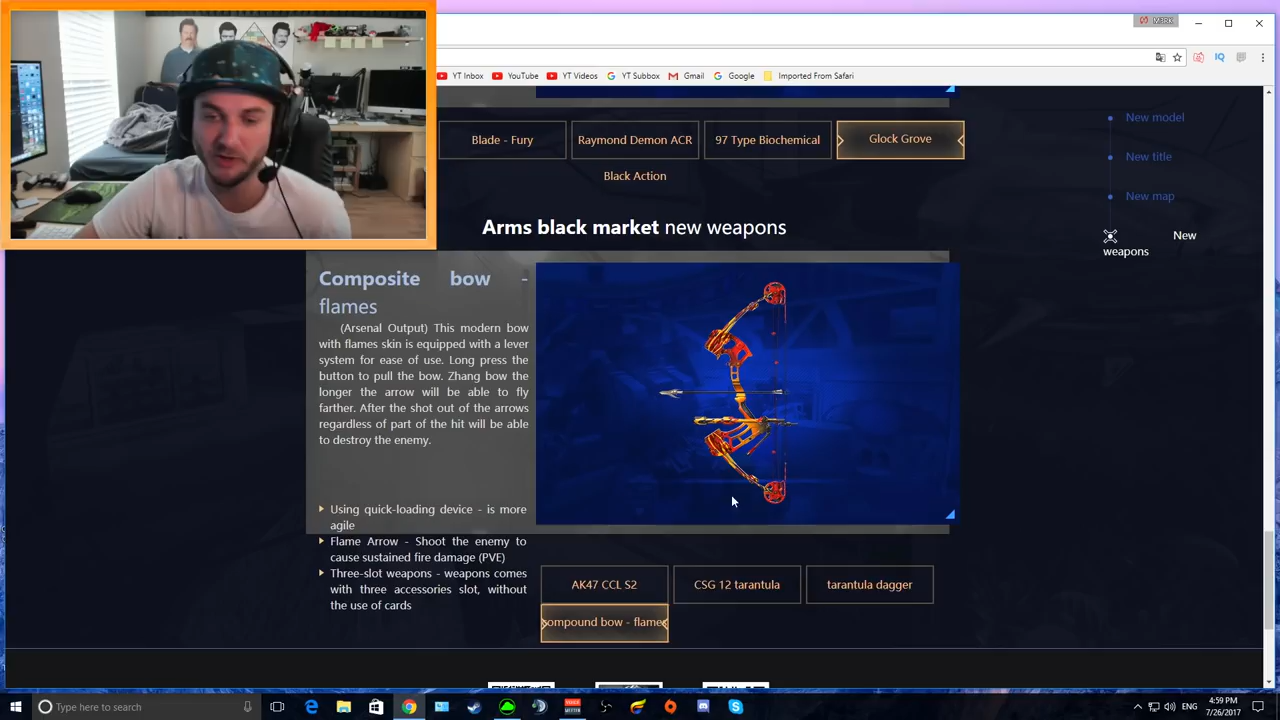 YT Inbox
YouTube
YT Videos
YT Subbox
Gmail
Google
Imported From Safari
Blade - Fury
Raymond Demon ACR
97 Type Biochemical
Glock Grove
Black Action
New model
New title
New map
New
weapons
Arms black market new weapons
Composite bow -
flames
(Arsenal Output) This modern bow
with flames skin is equipped with a lever
system for ease of use. Long press the
button to pull the bow. Zhang bow the
longer the arrow will be able to fly
farther. After the shot out of the arrows
regardless of part of the hit will be able
to destroy the enemy.
Using quick-loading device - is more
agile
Flame Arrow - Shoot the enemy to
cause sustained fire damage (PVE)
Three-slot weapons - weapons comes
with three accessories slot, without
the use of cards
AK47 CCL S2
CSG 12 tarantula
tarantula dagger
ompound bow - flames
Type here to search
ENG
4:59 PM
7/26/2017